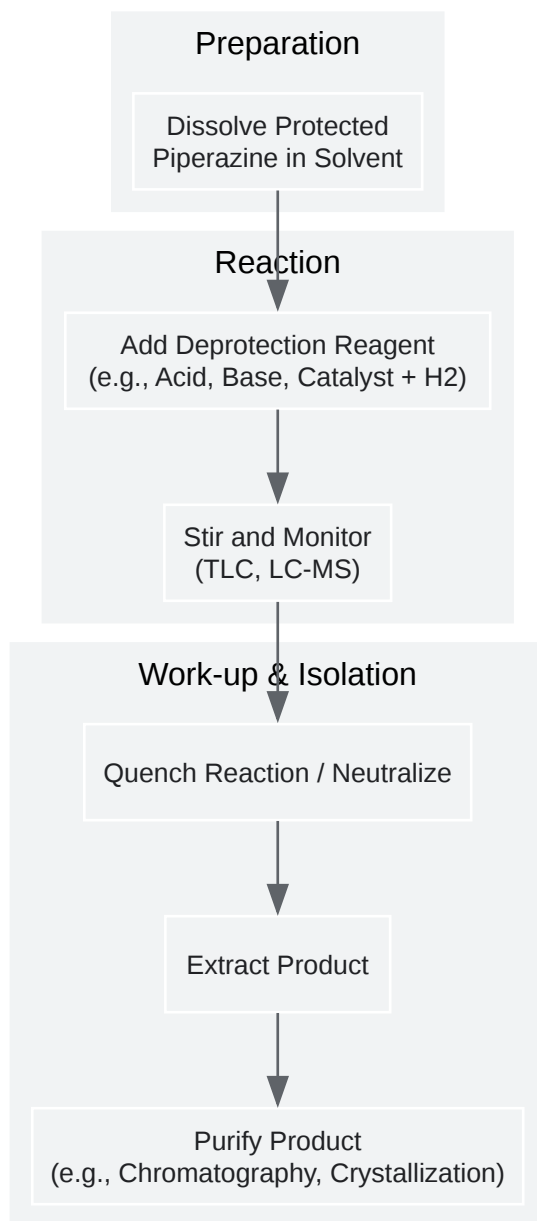 Preparation
Dissolve Protected
Piperazine in Solvent
Reaction
Add Deprotection Reagent
(e.g., Acid, Base, Catalyst + H2)
Stir and Monitor
(TLC, LC-MS)
Work-up & Isolation
Quench Reaction / Neutralize
Extract Product
Purify Product
(e.g., Chromatography, Crystallization)